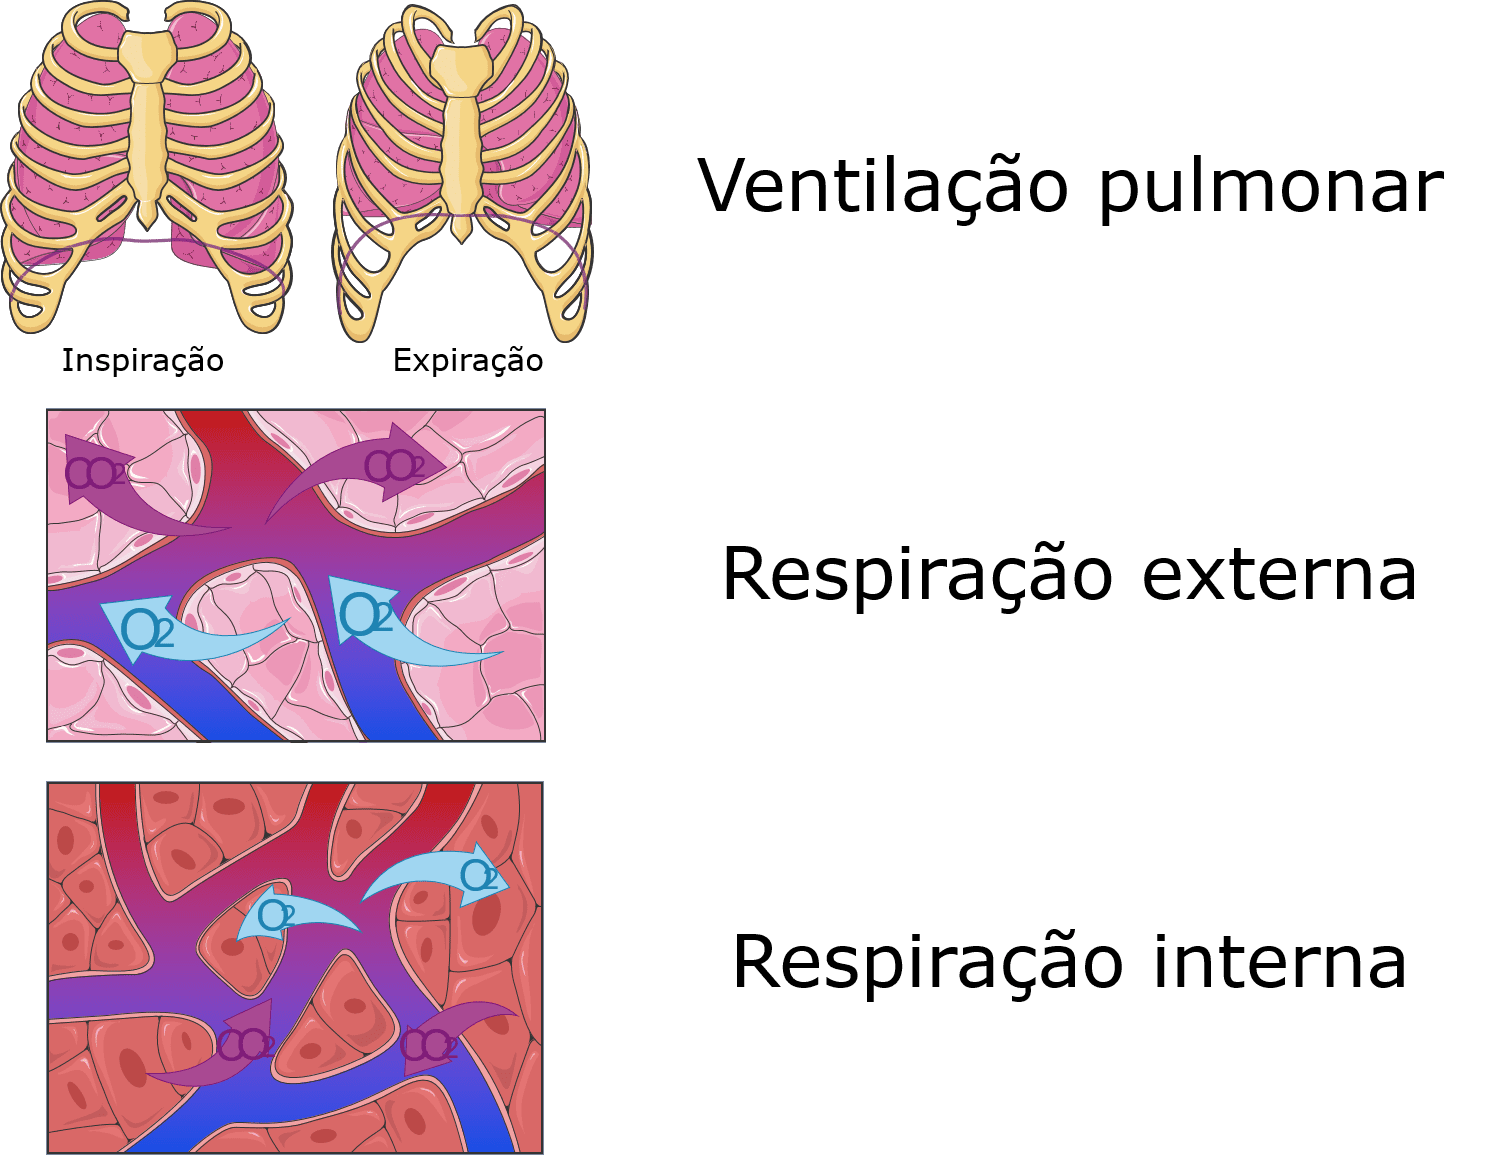 Ventilação pulmonar
Inspiração
Expiração
CO2
CO2
Respiração externa
O2
O2
O2
O2
Respiração interna
CO2
CO2